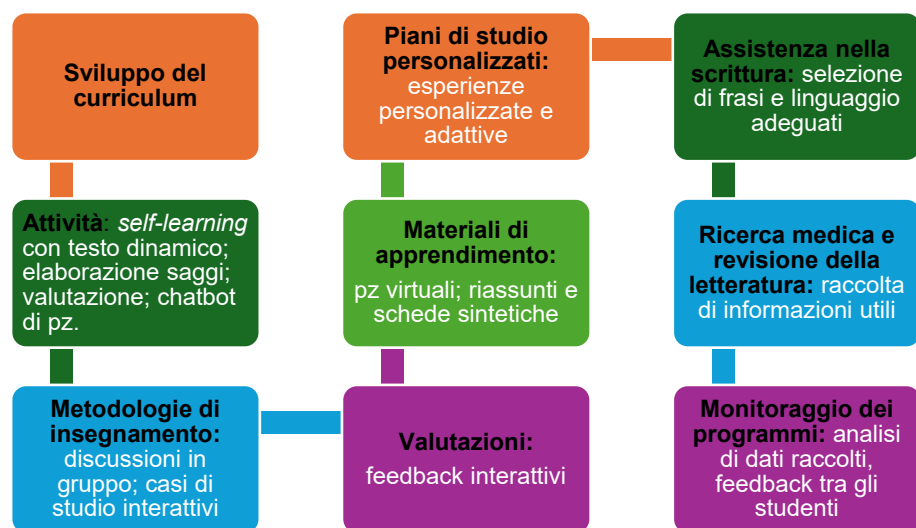 Sviluppo del
curriculum
Attività: self-learning
con testo dinamico;
elaborazione saggi;
valutazione; chatbot
di pz.
Metodologie di
insegnamento:
discussioni in
gruppo; casi di
studio interattivi
Valutazioni:
feedback interattivi
Materiali di
apprendimento:
pz virtuali; riassunti e
schede sintetiche
Piani di studio
personalizzati:
esperienze
personalizzate e
adattive
Assistenza nella
scrittura: selezione
di frasi e linguaggio
adeguati
Ricerca medica e
revisione della
letteratura: raccolta
di informazioni utili
Monitoraggio dei
programmi: analisi
di dati raccolti,
feedback tra gli
studenti